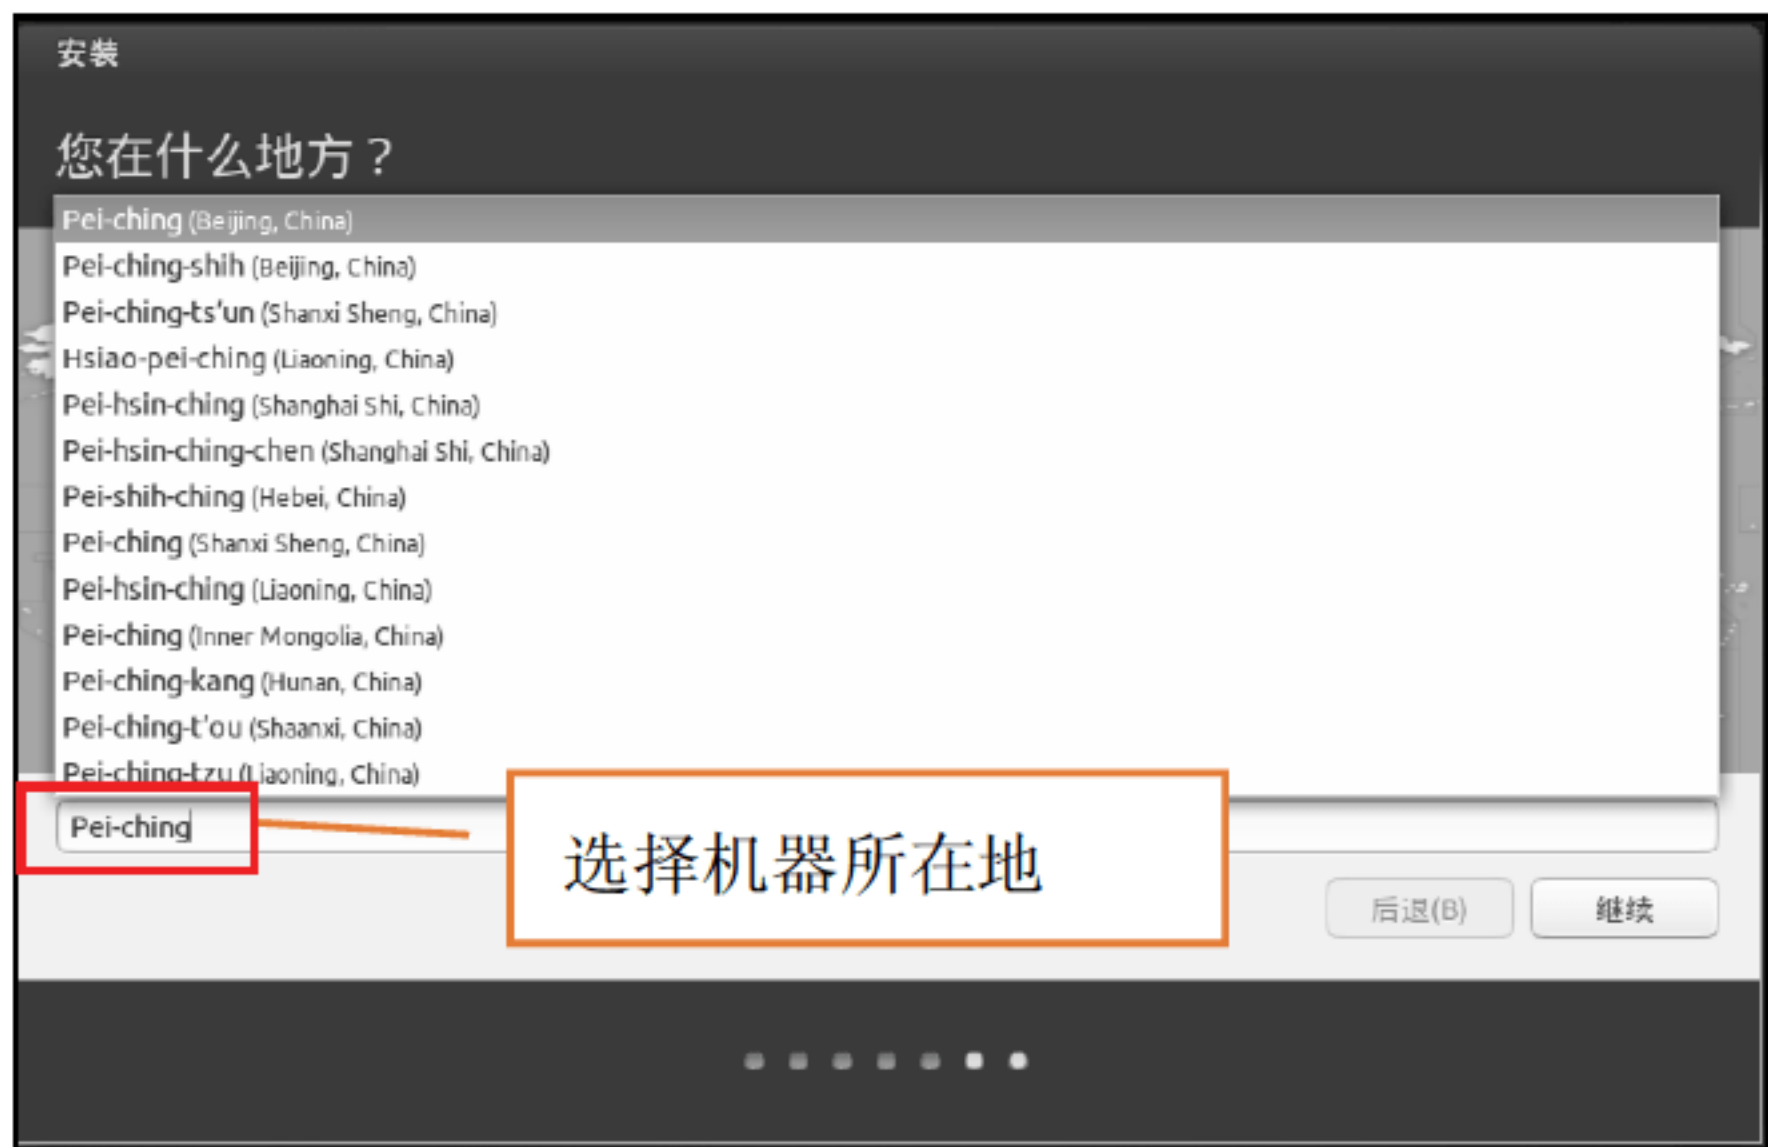 安装
您在什么地方？
Pei-ching (Beijing, China)
Pei-ching-shih (Beijing, China)
Pei-ching-ts'un (Shanxi Sheng, China)
Hsiao-pei-ching (Liaoning, China)
Pei-hsin-ching (Shanghai Shi, China)
Pei-hsin-ching-chen (Shanghai Shi, China)
Pei-shih-ching (Hebei, China)
Pei-ching (Shanxi Sheng, China)
Pei-hsin-ching (Liaoning, China)
Pei-ching (Inner Mongolia, China)
Pei-ching-kang (Hunan, China)
Pei-ching-t'ou (Shaanxi, China)
Pei-ching-tzu (Liaoning, China)
Pei-ching
选择机器所在地
后退(B)
继续